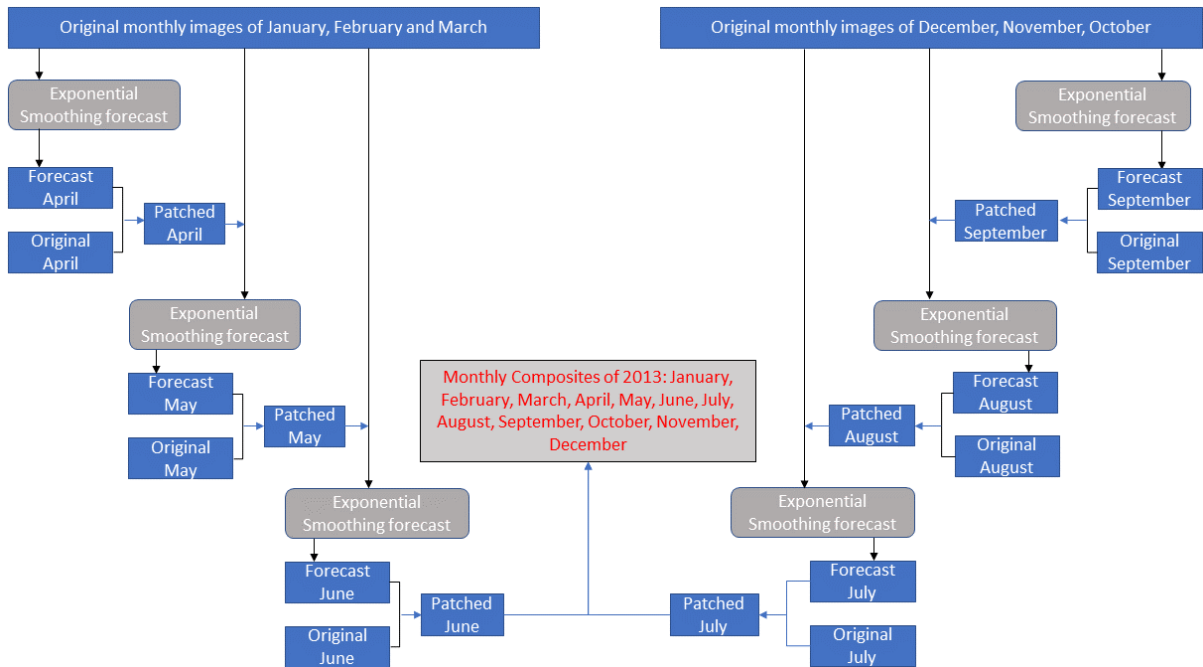 Original monthly images of January, February and March
Original monthly images of December, November, October
Exponential
Smoothing forecast
Exponential
Smoothing forecast
Forecast
April
Patched
April
Original
April
Forecast
September
Patched
September
Original
September
Exponential
Smoothing forecast
Exponential
Smoothing forecast
Forecast
May
Patched
May
Original
May
Monthly Composites of 2013: January,
February, March, April, May, June, July,
August, September, October, November,
December
Forecast
August
Patched
August
Original
August
Exponential
Smoothing forecast
Exponential
Smoothing forecast
Forecast
June
Patched
June
Original
June
Forecast
July
Patched
July
Original
July